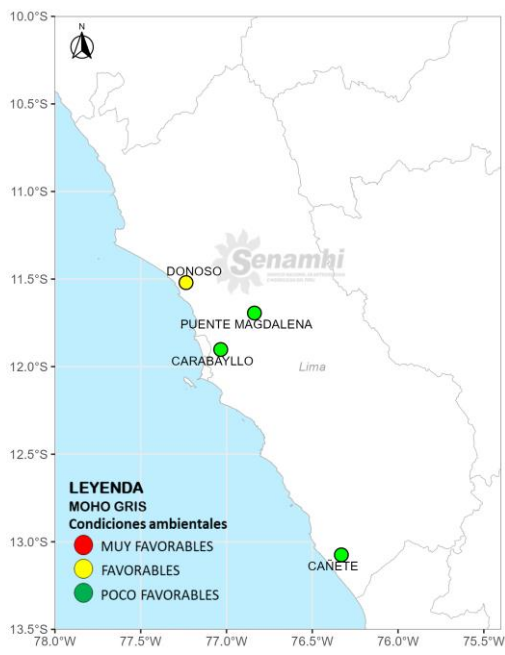 10.0°S
N
10.5°S
11.0°S
Senamhi
DONOSO
11.5°S
PUENTE MAGDALENA
CARABAYLLO
12.0°S
Lima
12.5°S
LEYENDA
MOHO GRIS
Condiciones ambientales
13.0°S
MUY FAVORABLES
FAVORABLES
CAÑETE
POCO FAVORABLES
13.5°S
78.0°W 77.5°W 77.0°W 76.5°W 76.0°W 75.5°W